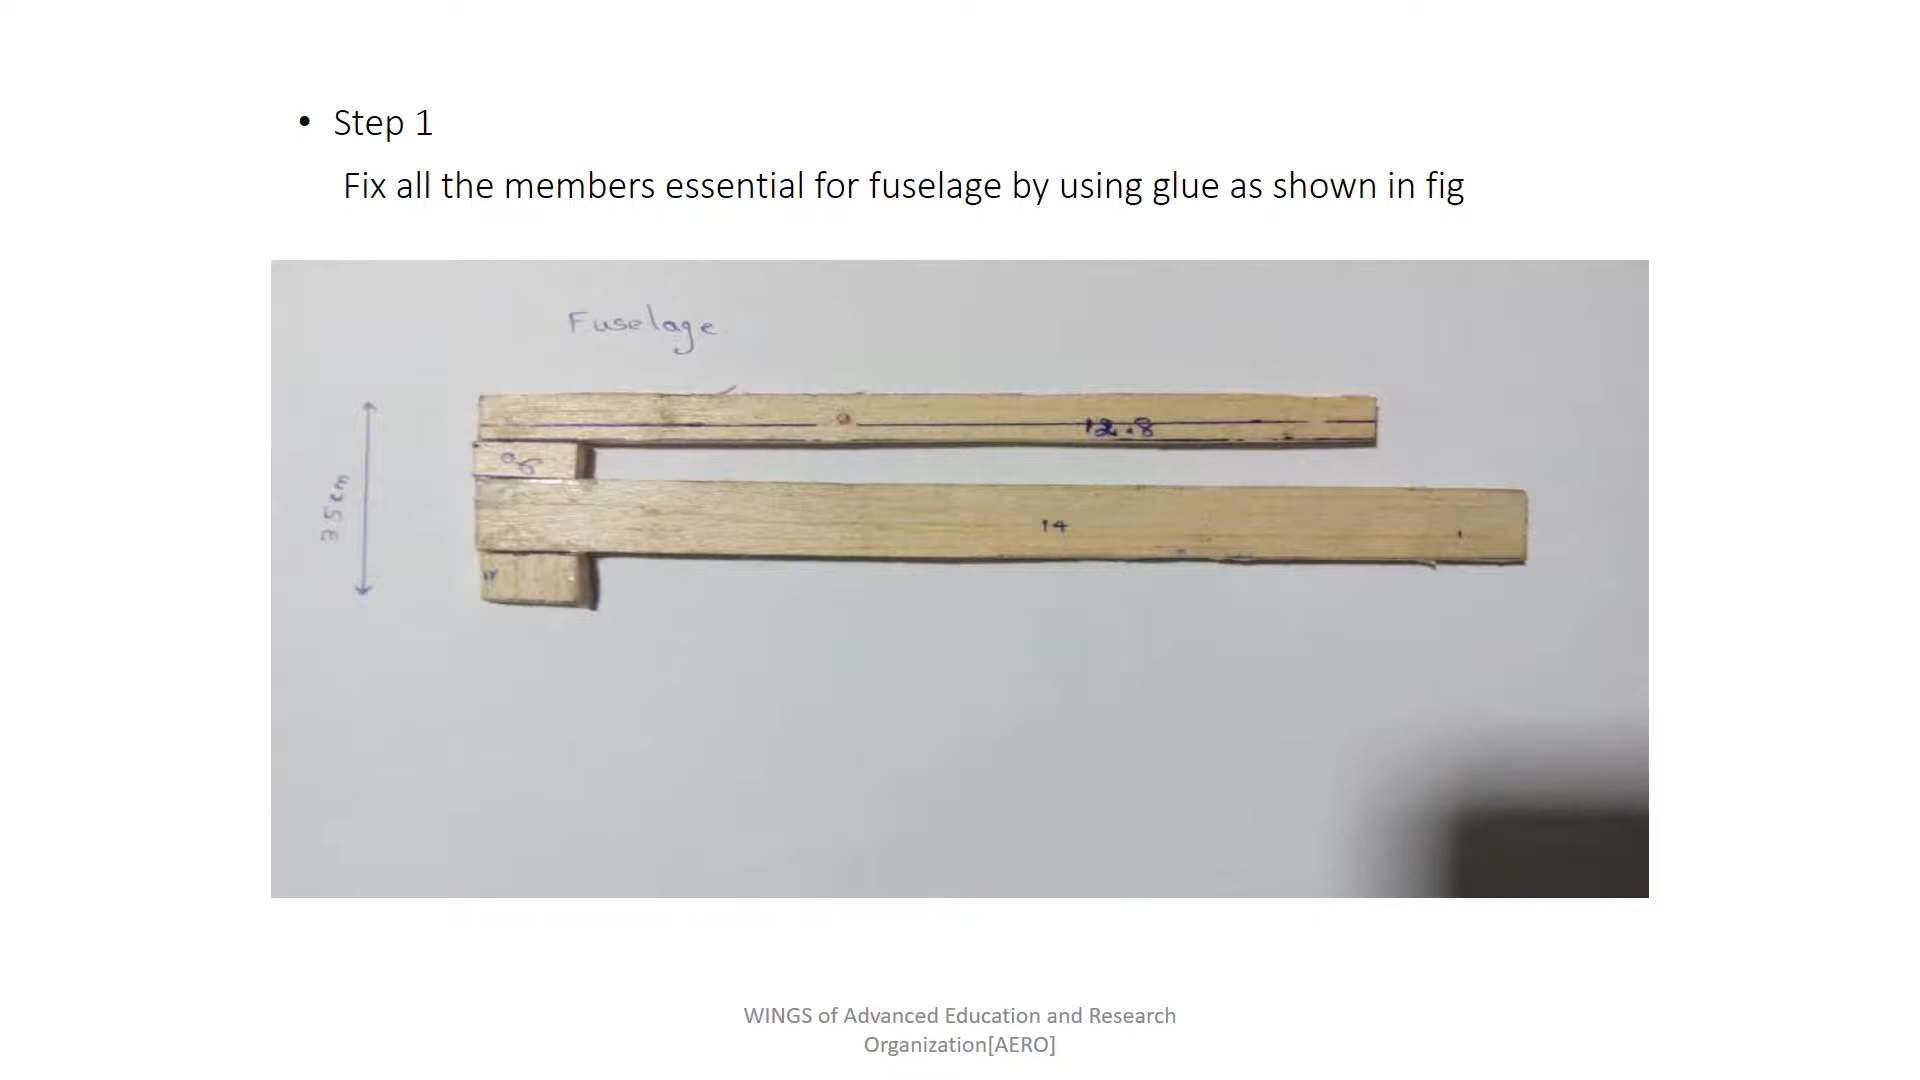 • Step 1
Fix all the members essential for fuselage by using glue as shown in fig
Fuselage
12.8
35cm
14
WINGS of Advanced Education and Research
Organization[AERO]